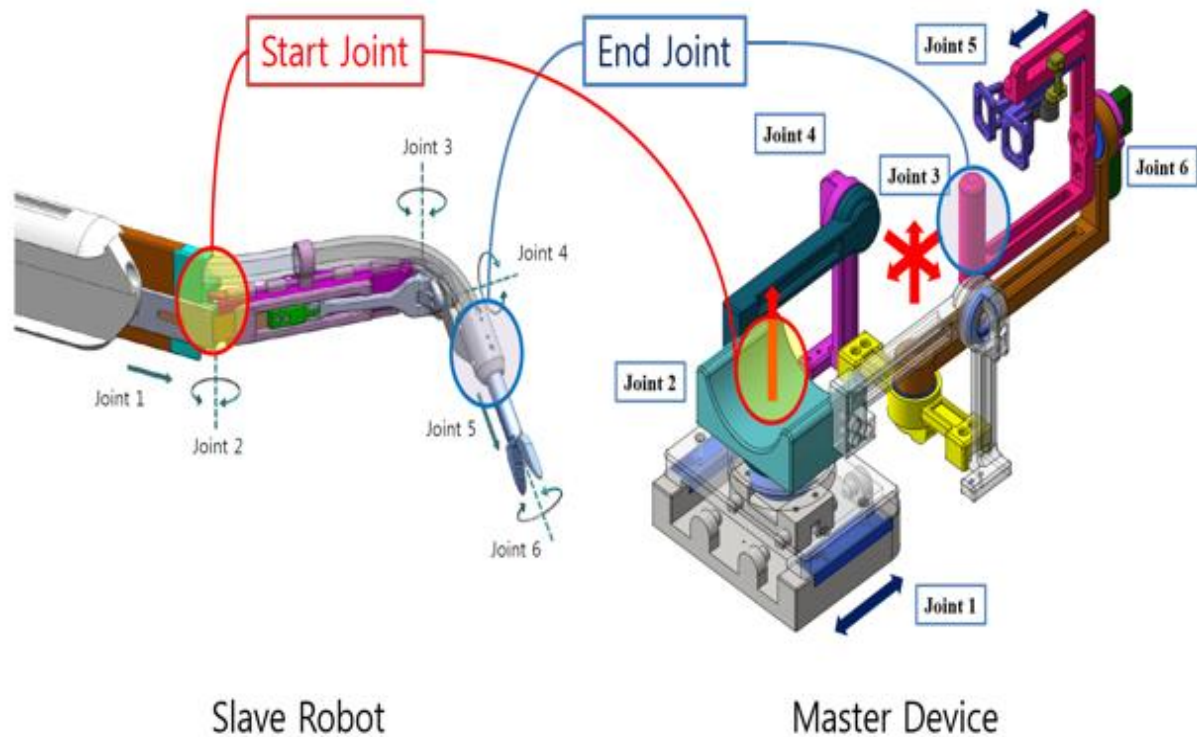 Start Joint
End Joint
Joint 3
Joint 4
Joint 1
Joint 2
Joint 5
Joint 6
Joint 5
Joint 4
Joint 3
Joint 6
Joint 2
Joint 1
Slave Robot
Master Device